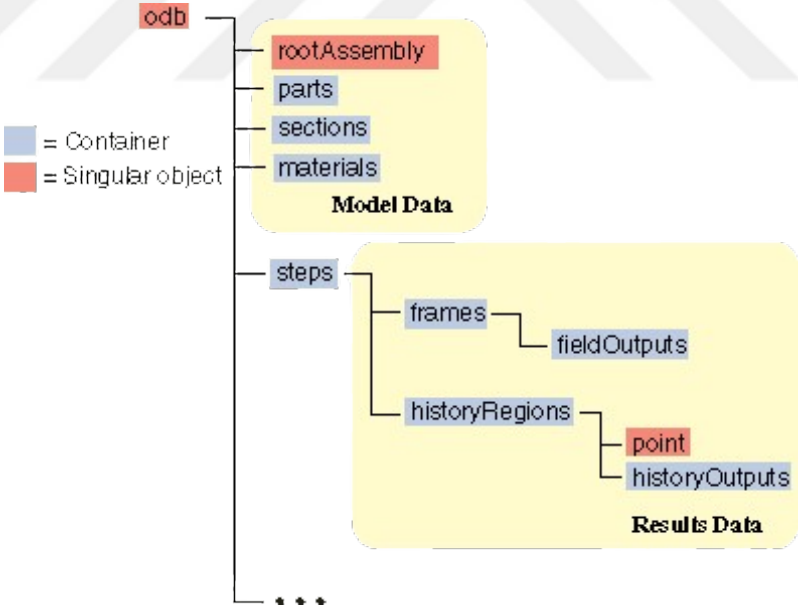 odb
rootAssembly
parts
sections
= Container
materials
= Singular object
Model Data
steps
frames
fieldOutputs
historyRegions
point
historyOutputs
Results Data
...